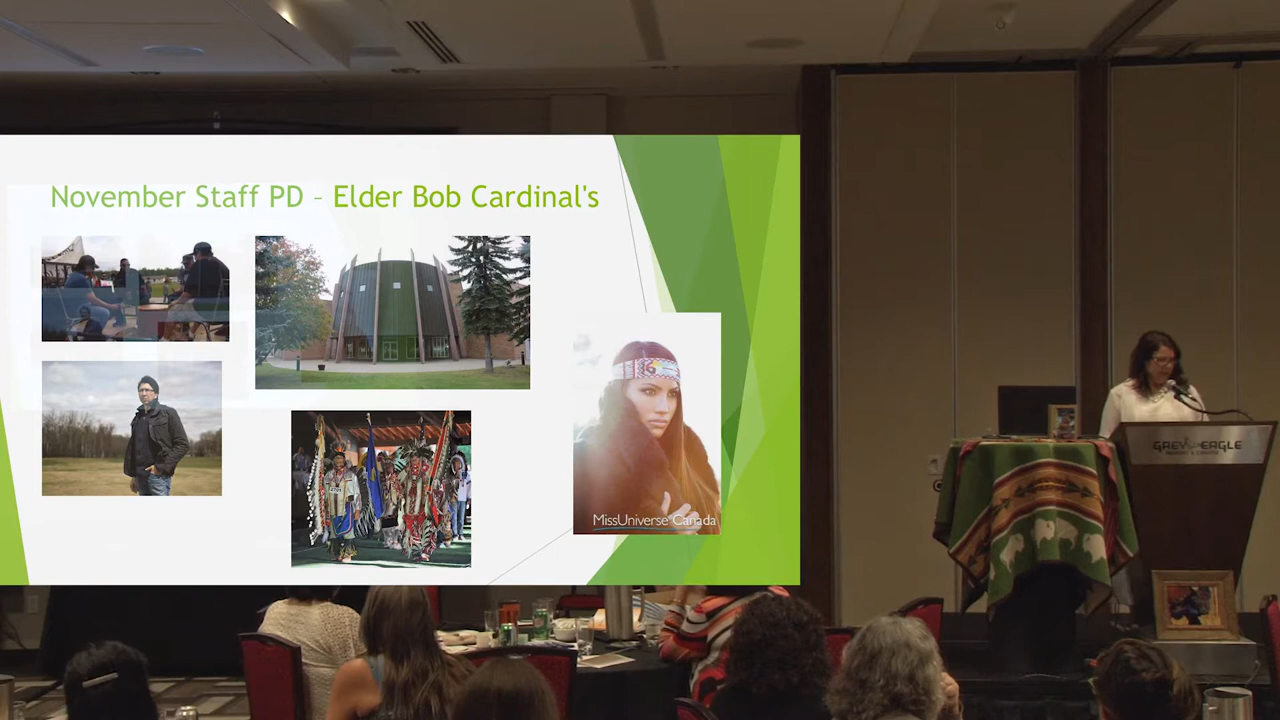 November Staff PD – Elder Bob Cardinal's
MissUniverse Canada
GREY EAGLE